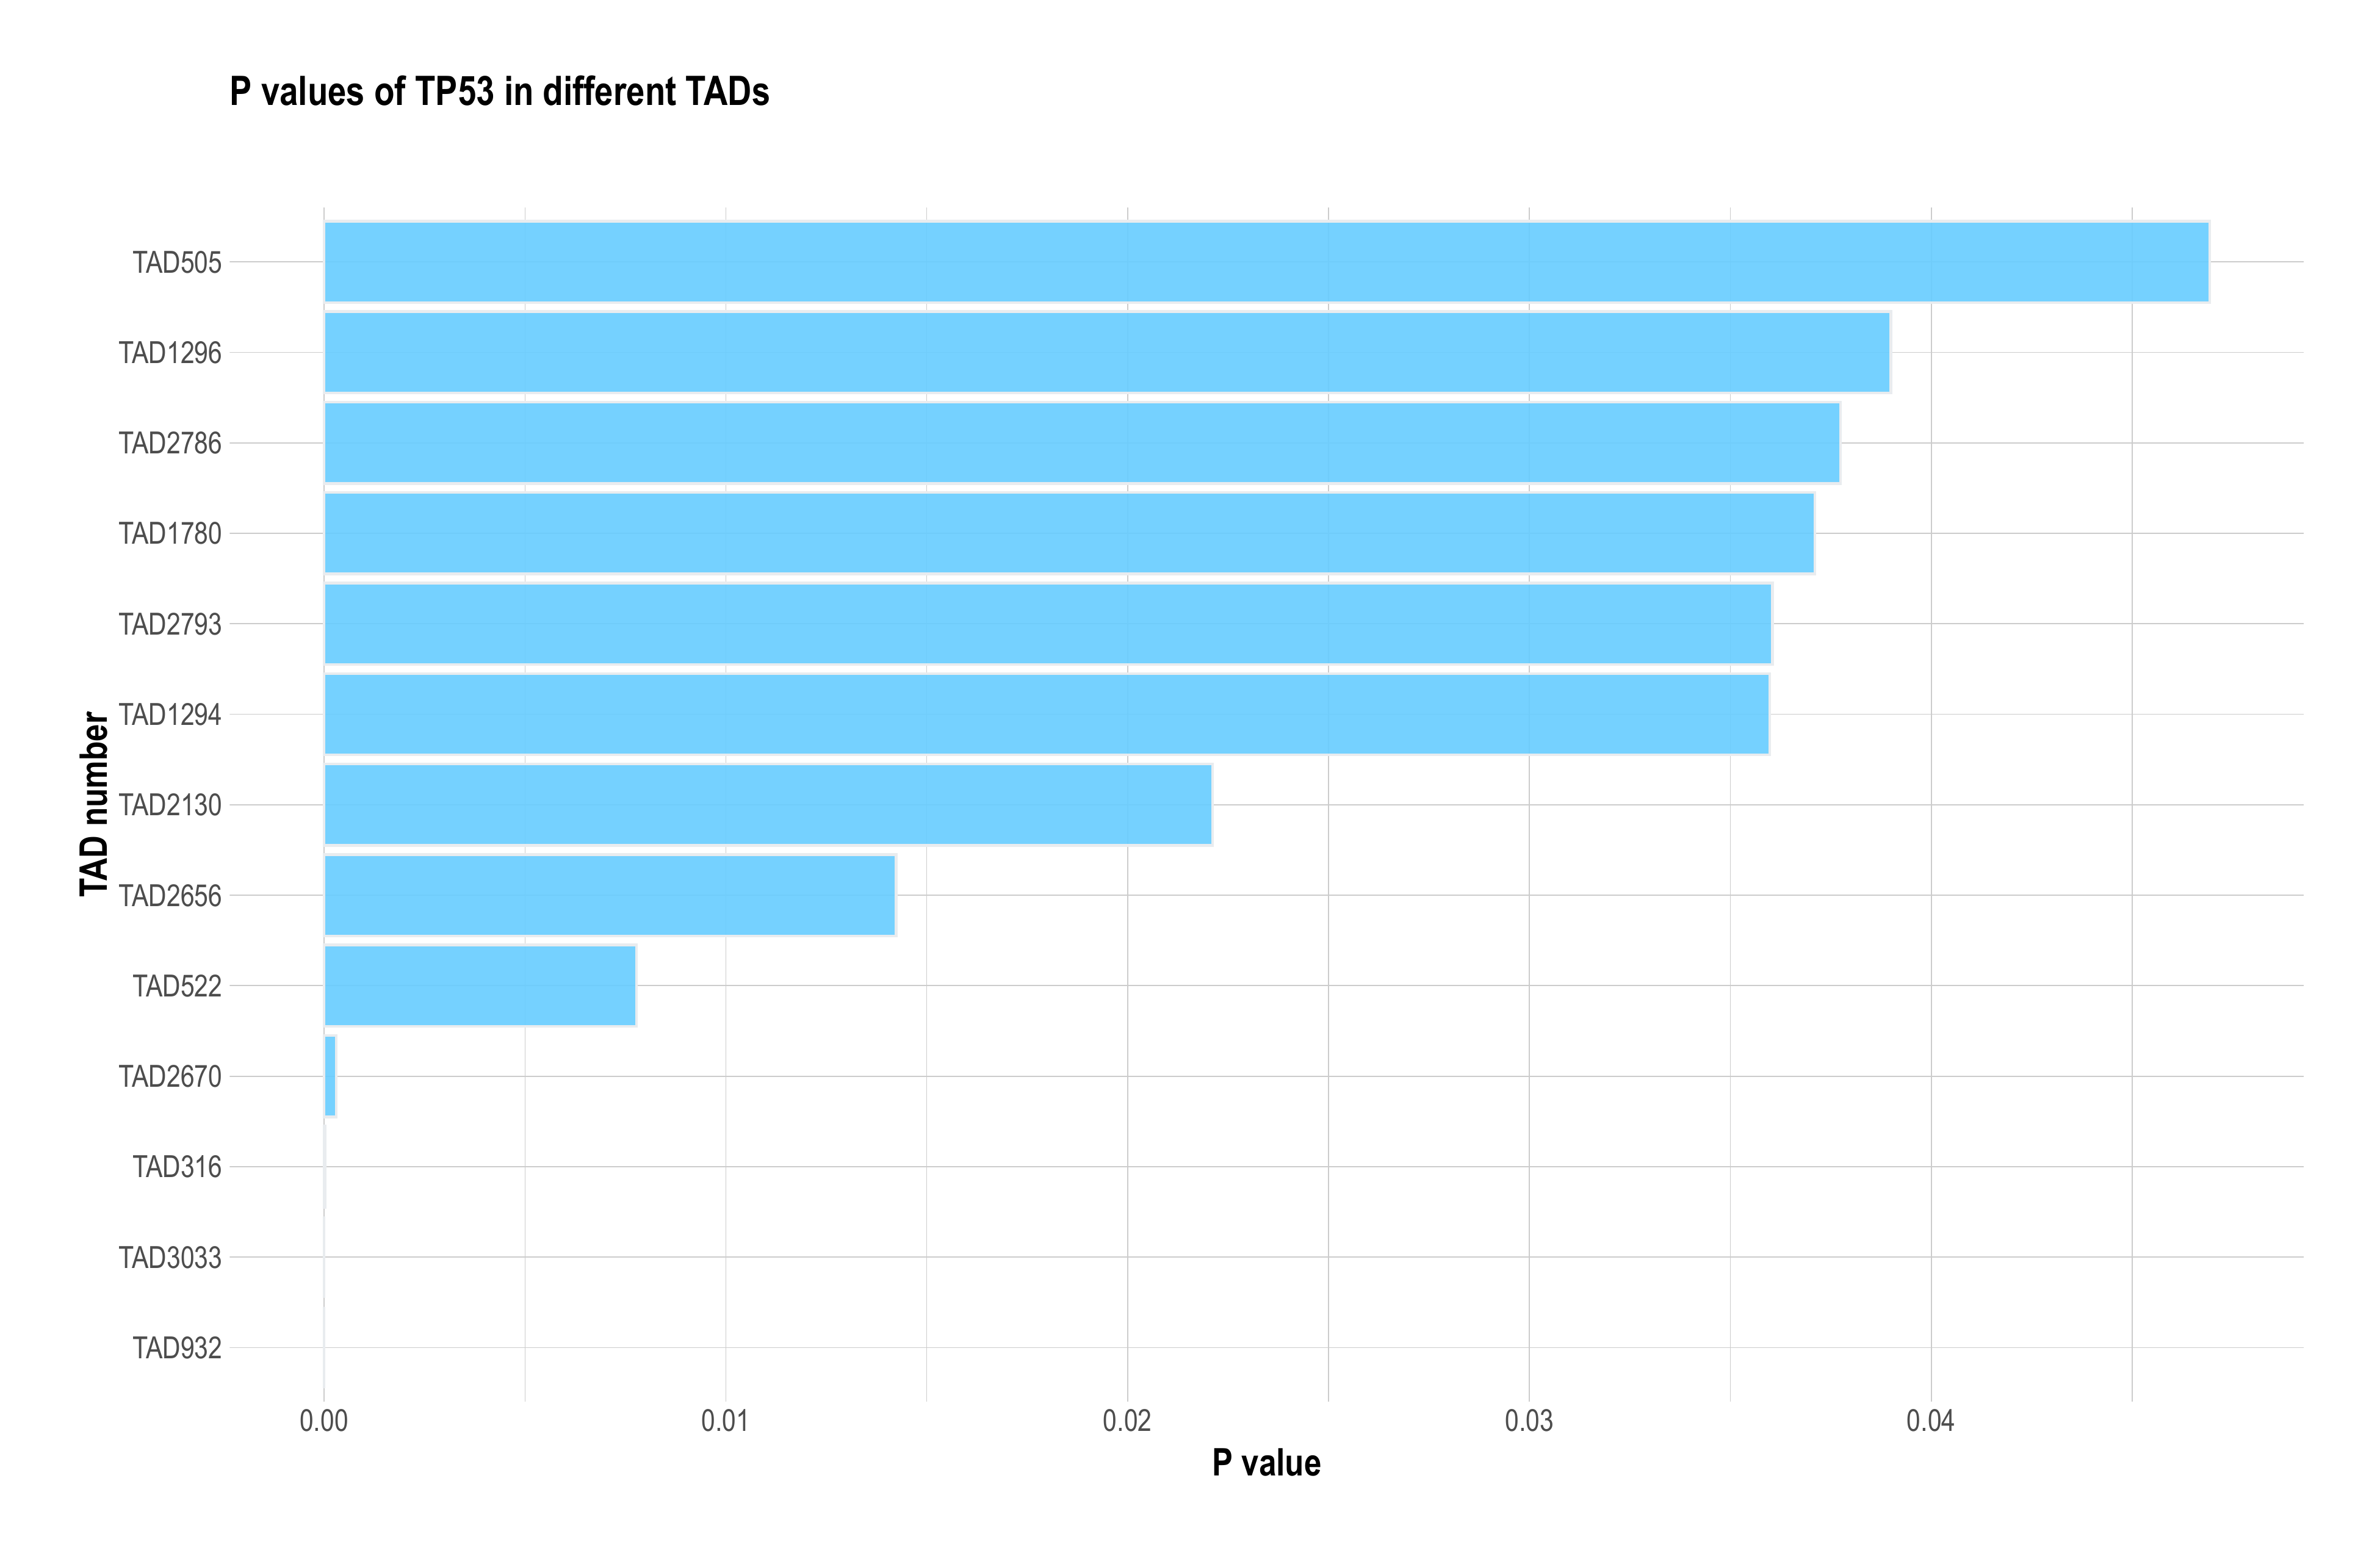 P values of TP53 in different TADs
TAD505
TAD1296
TAD2786
TAD1780
TAD2793
TAD1294
TAD2130
TAD2656
TAD522
TAD2670
TAD316
TAD3033
TAD932
TAD number
0.00 0.01 0.02 0.03 0.04
P value